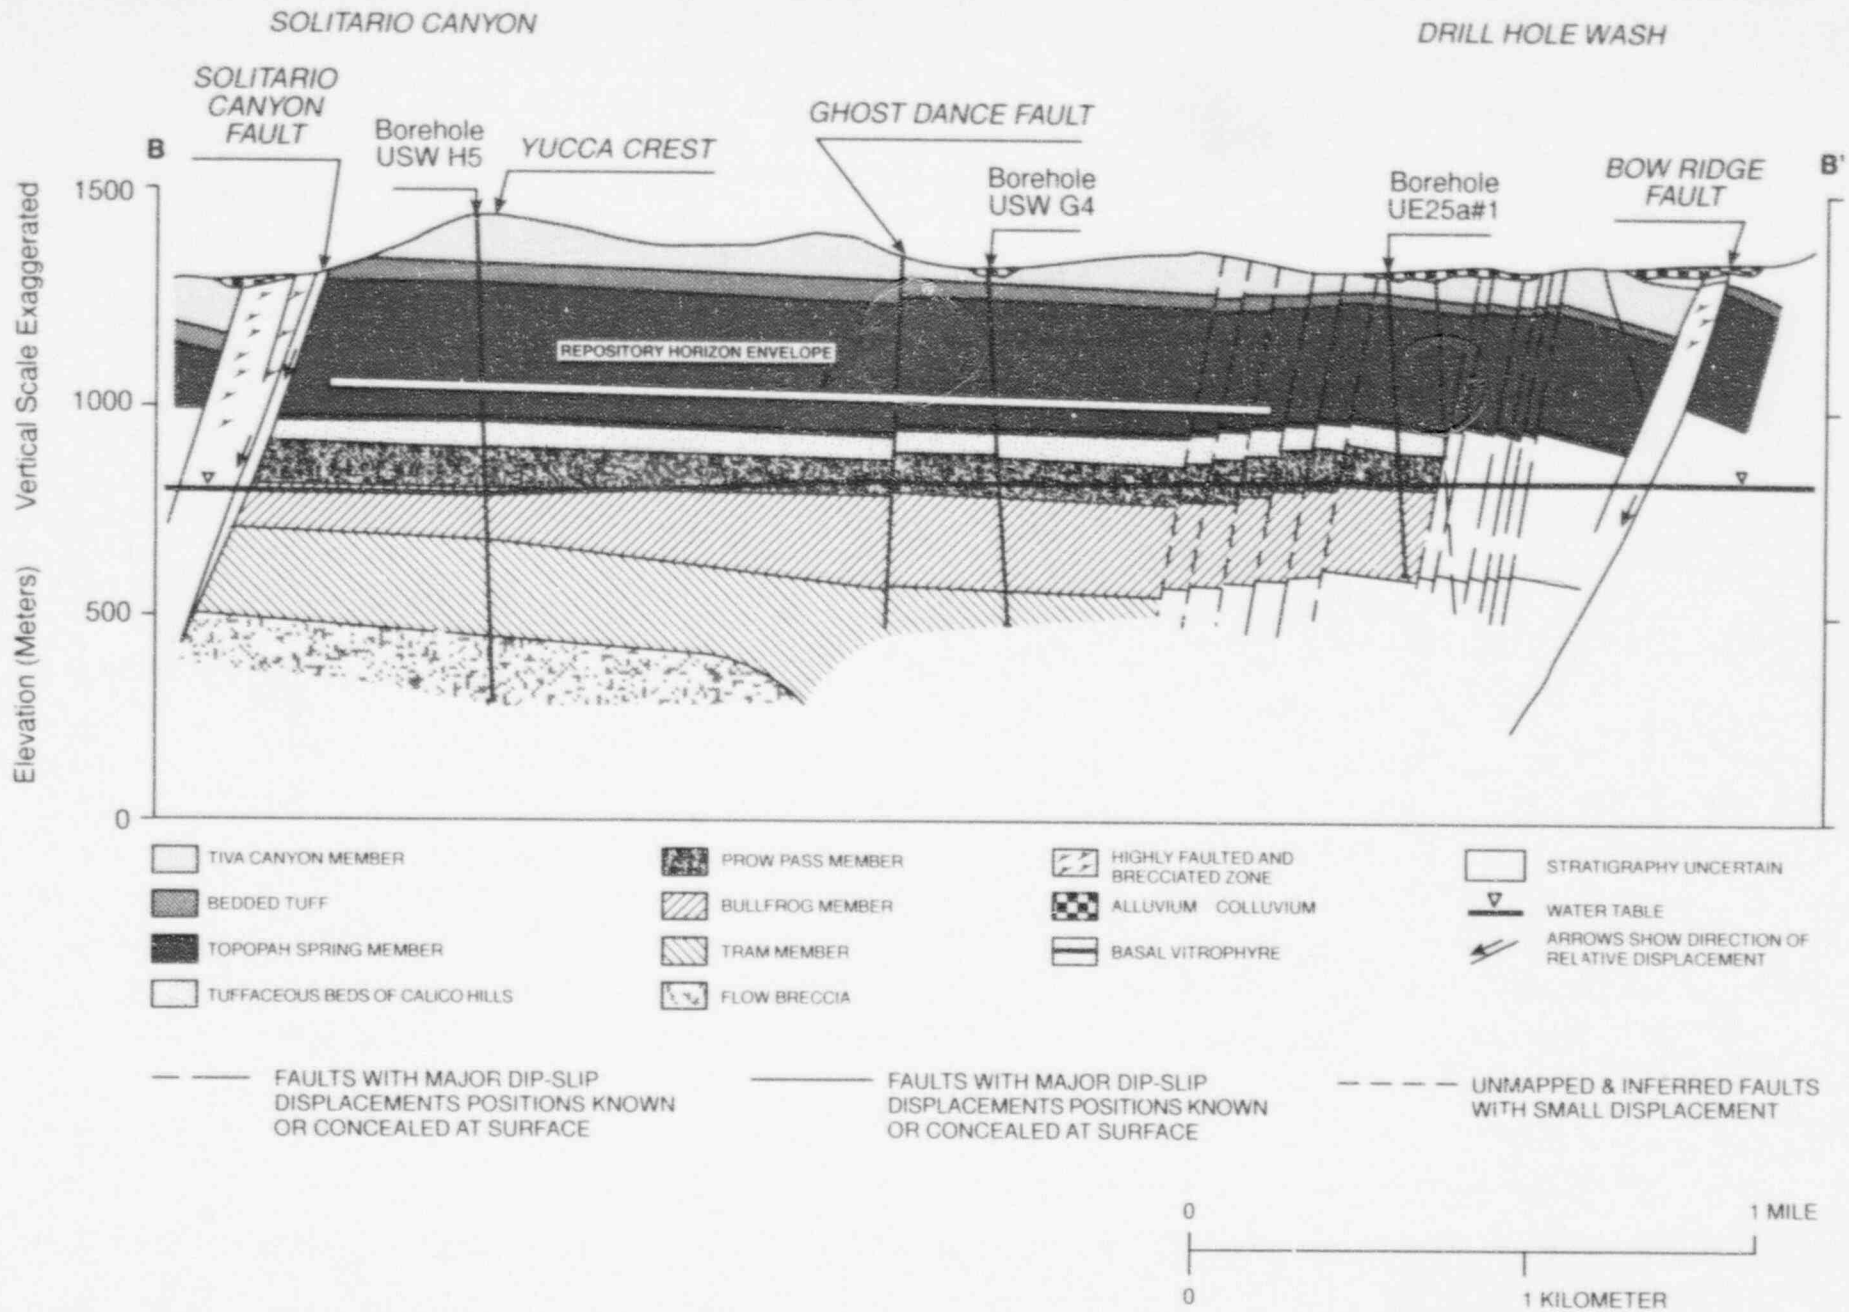 SOLITARIO CANYON
DRILL HOLE WASH
SOLITARIO
CANYON
FAULT
Borehole
USW H5
YUCCA CREST
GHOST DANCE FAULT
Borehole
USW G4
Borehole
UE25a#1
BOW RIDGE
FAULT
B
B'
Elevation (Meters) Vertical Scale Exaggerated
1500
1000
500
0
REPOSITORY HORIZON ENVELOPE
TIVA CANYON MEMBER
BEDDED TUFF
TOPOPAH SPRING MEMBER
TUFFACEOUS BEDS OF CALICO HILLS
PROW PASS MEMBER
BULLFROG MEMBER
TRAM MEMBER
FLOW BRECCIA
HIGHLY FAULTED AND
BRECCIATED ZONE
ALLUVIUM COLLUVIUM
BASAL VITROPHYRE
STRATIGRAPHY UNCERTAIN
WATER TABLE
ARROWS SHOW DIRECTION OF
RELATIVE DISPLACEMENT
FAULTS WITH MAJOR DIP-SLIP
DISPLACEMENTS POSITIONS KNOWN
OR CONCEALED AT SURFACE
FAULTS WITH MAJOR DIP-SLIP
DISPLACEMENTS POSITIONS KNOWN
OR CONCEALED AT SURFACE
UNMAPPED & INFERRED FAULTS
WITH SMALL DISPLACEMENT
0
1 MILE
0
1 KILOMETER